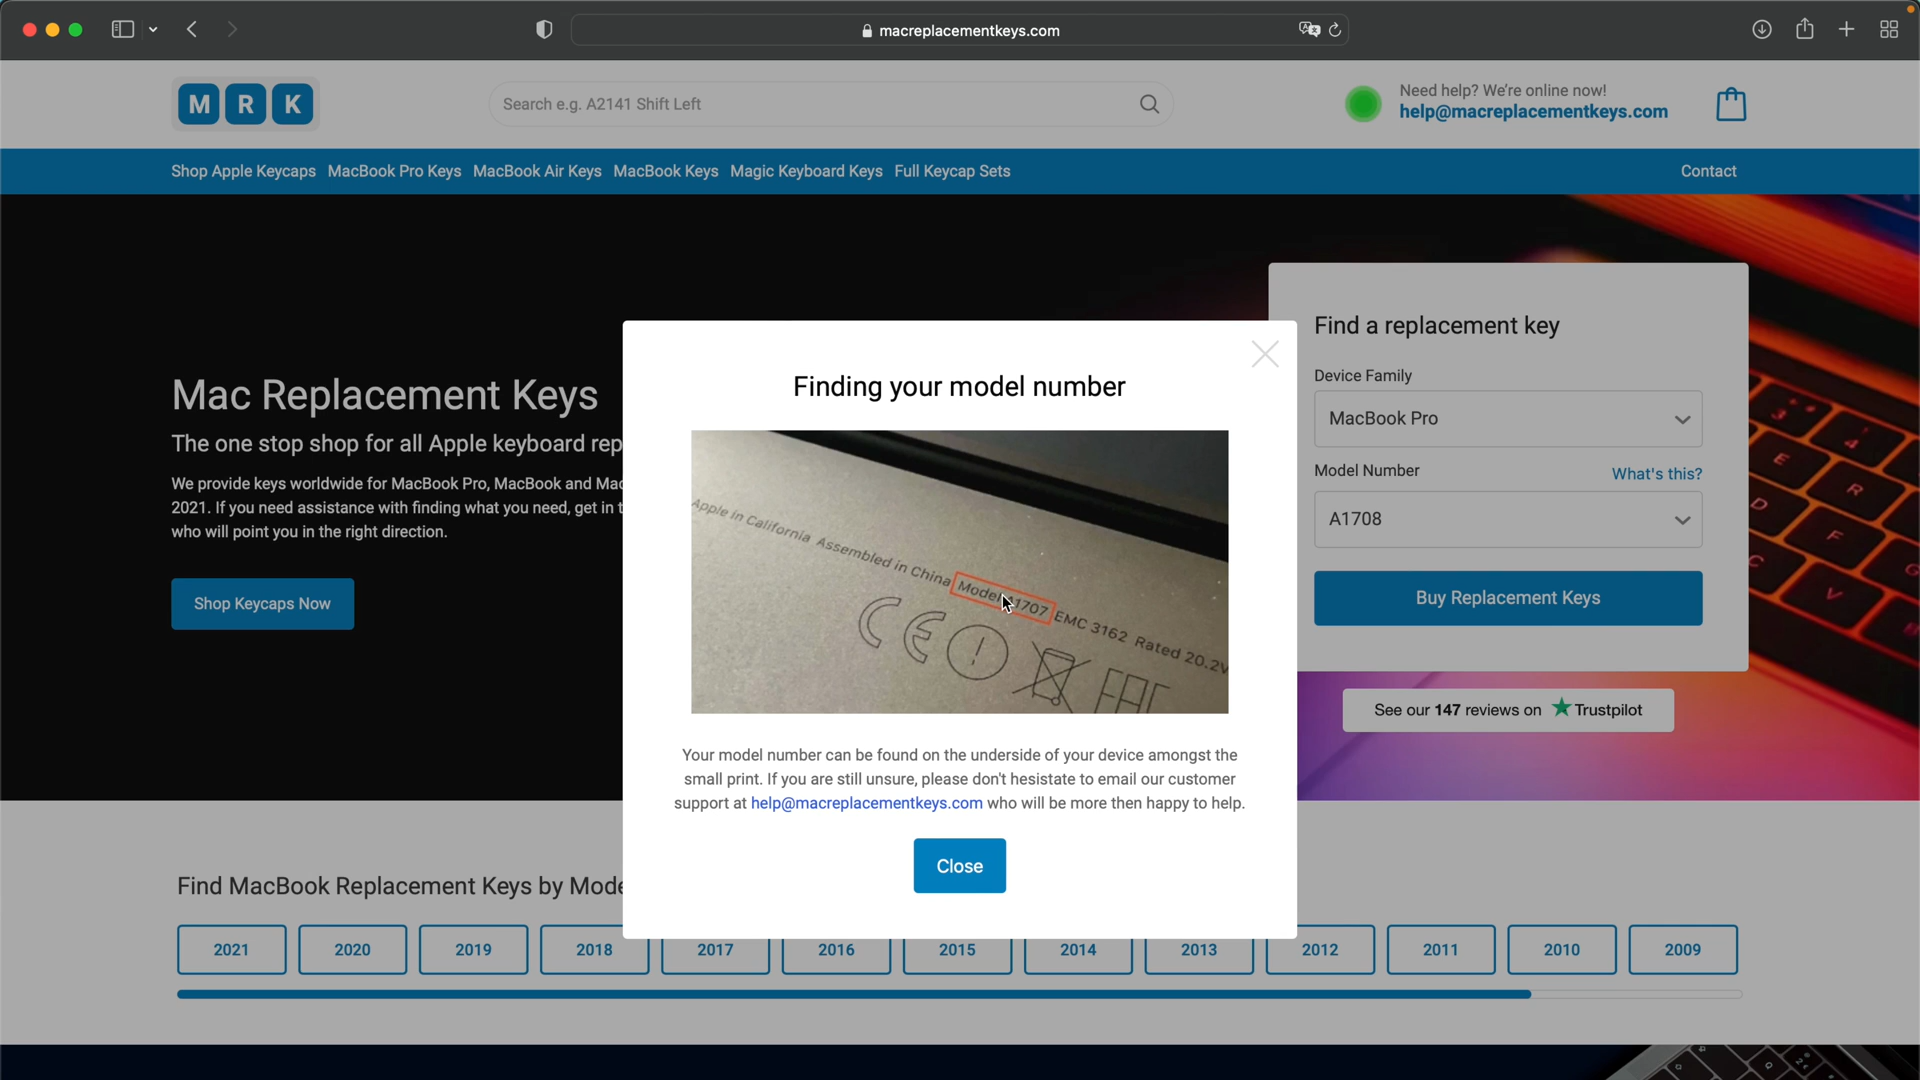 macreplacementkeys.com
M R K
Search e.g. A2141 Shift Left
Need help? We're online now!
help@macreplacementkeys.com
Shop Apple Keycaps MacBook Pro Keys MacBook Air Keys MacBook Keys Magic Keyboard Keys Full Keycap Sets Contact
Mac Replacement Keys
The one stop shop for all Apple keyboard rep
We provide keys worldwide for MacBook Pro, MacBook and Mac
2021. If you need assistance with finding what you need, get in t
who will point you in the right direction.
Shop Keycaps Now
Finding your model number
Apple in California Assembled in China Model A1707 EMC 3162 Rated 20.2V
CE
EAC
Your model number can be found on the underside of your device amongst the
small print. If you are still unsure, please don't hesistate to email our customer
support at help@macreplacementkeys.com who will be more then happy to help.
Close
Find a replacement key
Device Family
MacBook Pro
Model Number What's this?
A1708
Buy Replacement Keys
See our 147 reviews on Trustpilot
3 4
E R
D F G
C V
Find MacBook Replacement Keys by Mode
2021 2020 2019 2018 2017 2016 2015 2014 2013 2012 2011 2010 2009